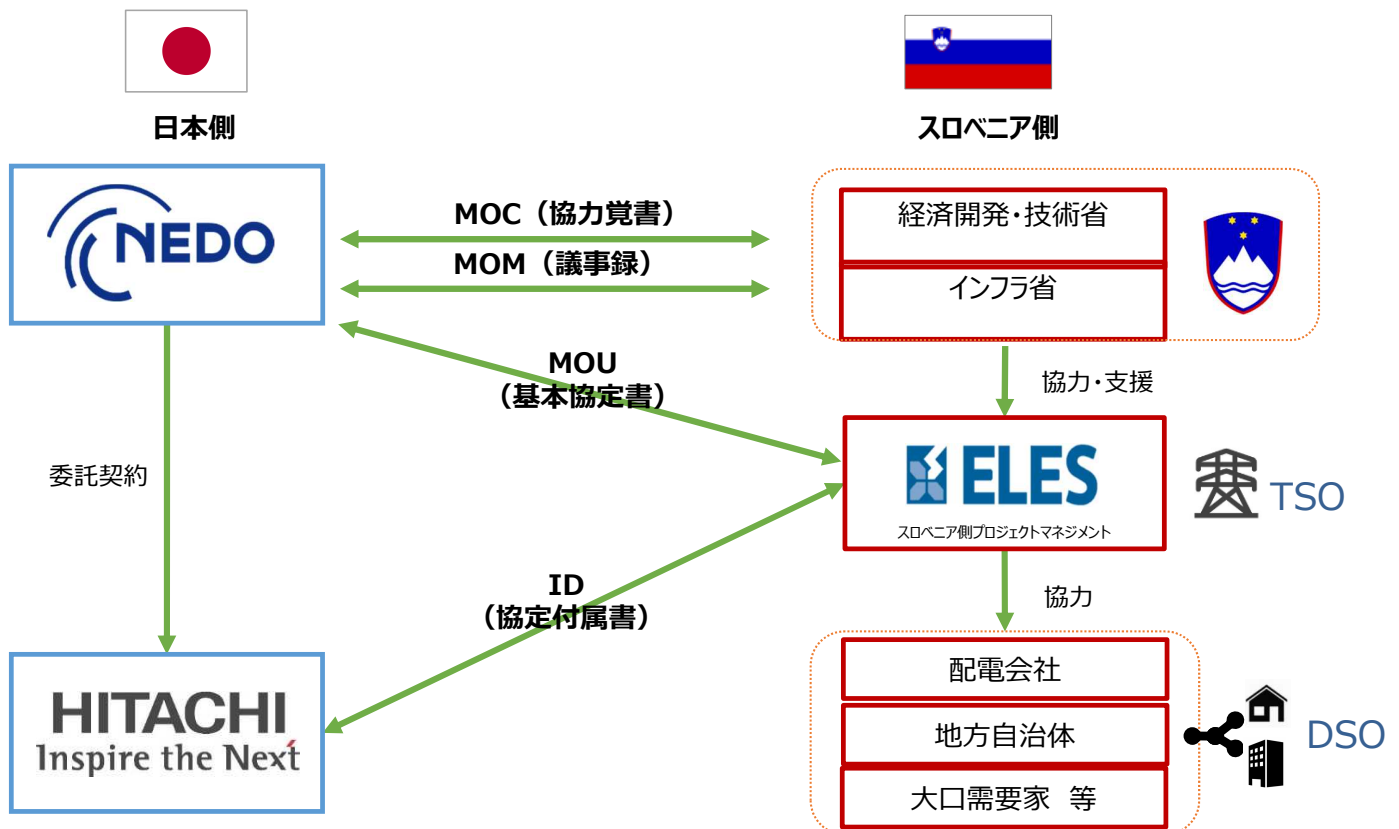 日本側
スロベニア側
NEDO
MOC（協力覚書）
MOM（議事録）
経済開発・技術省
インフラ省
MOU
（基本協定書）
協力・支援
委託契約
ELES
スロベニア側プロジェクトマネジメント
TSO
ID
（協定付属書）
協力
HITACHI
Inspire the Next
配電会社
地方自治体
大口需要家 等
DSO